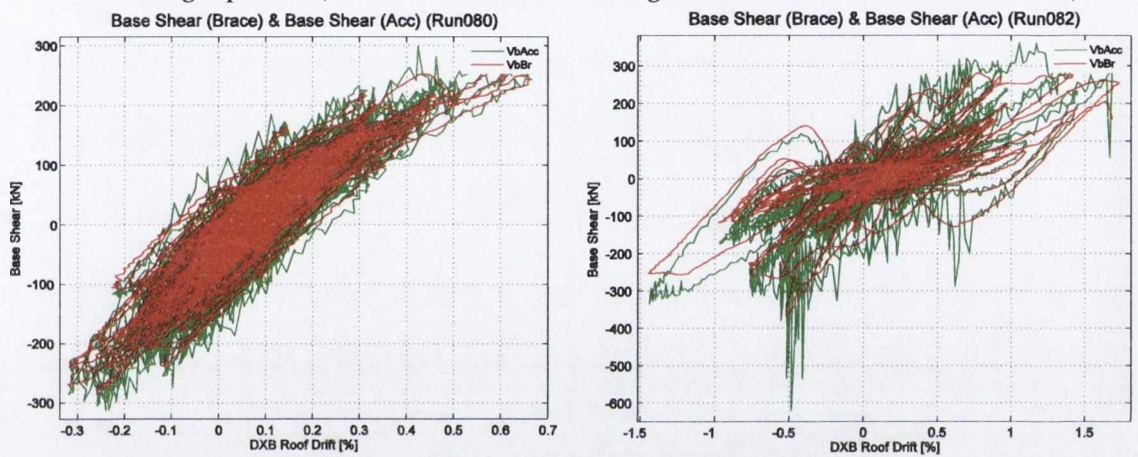 Base Shear (Brace) & Base Shear (Acc) (Run080)
300
200
100
0
-100
-200
-300
Base Shear [kN]
VbAcc
VbBr
-0.3 -0.2 -0.1 0 0.1 0.2 0.3 0.4 0.5 0.6 0.7
DXB Roof Drift [%]
Base Shear (Brace) & Base Shear (Acc) (Run082)
300
200
100
0
-100
-200
-300
-400
-500
-600
Base Shear [kN]
VbAcc
VbBr
-1.5 -1 -0.5 0 0.5 1 1.5
DXB Roof Drift [%]